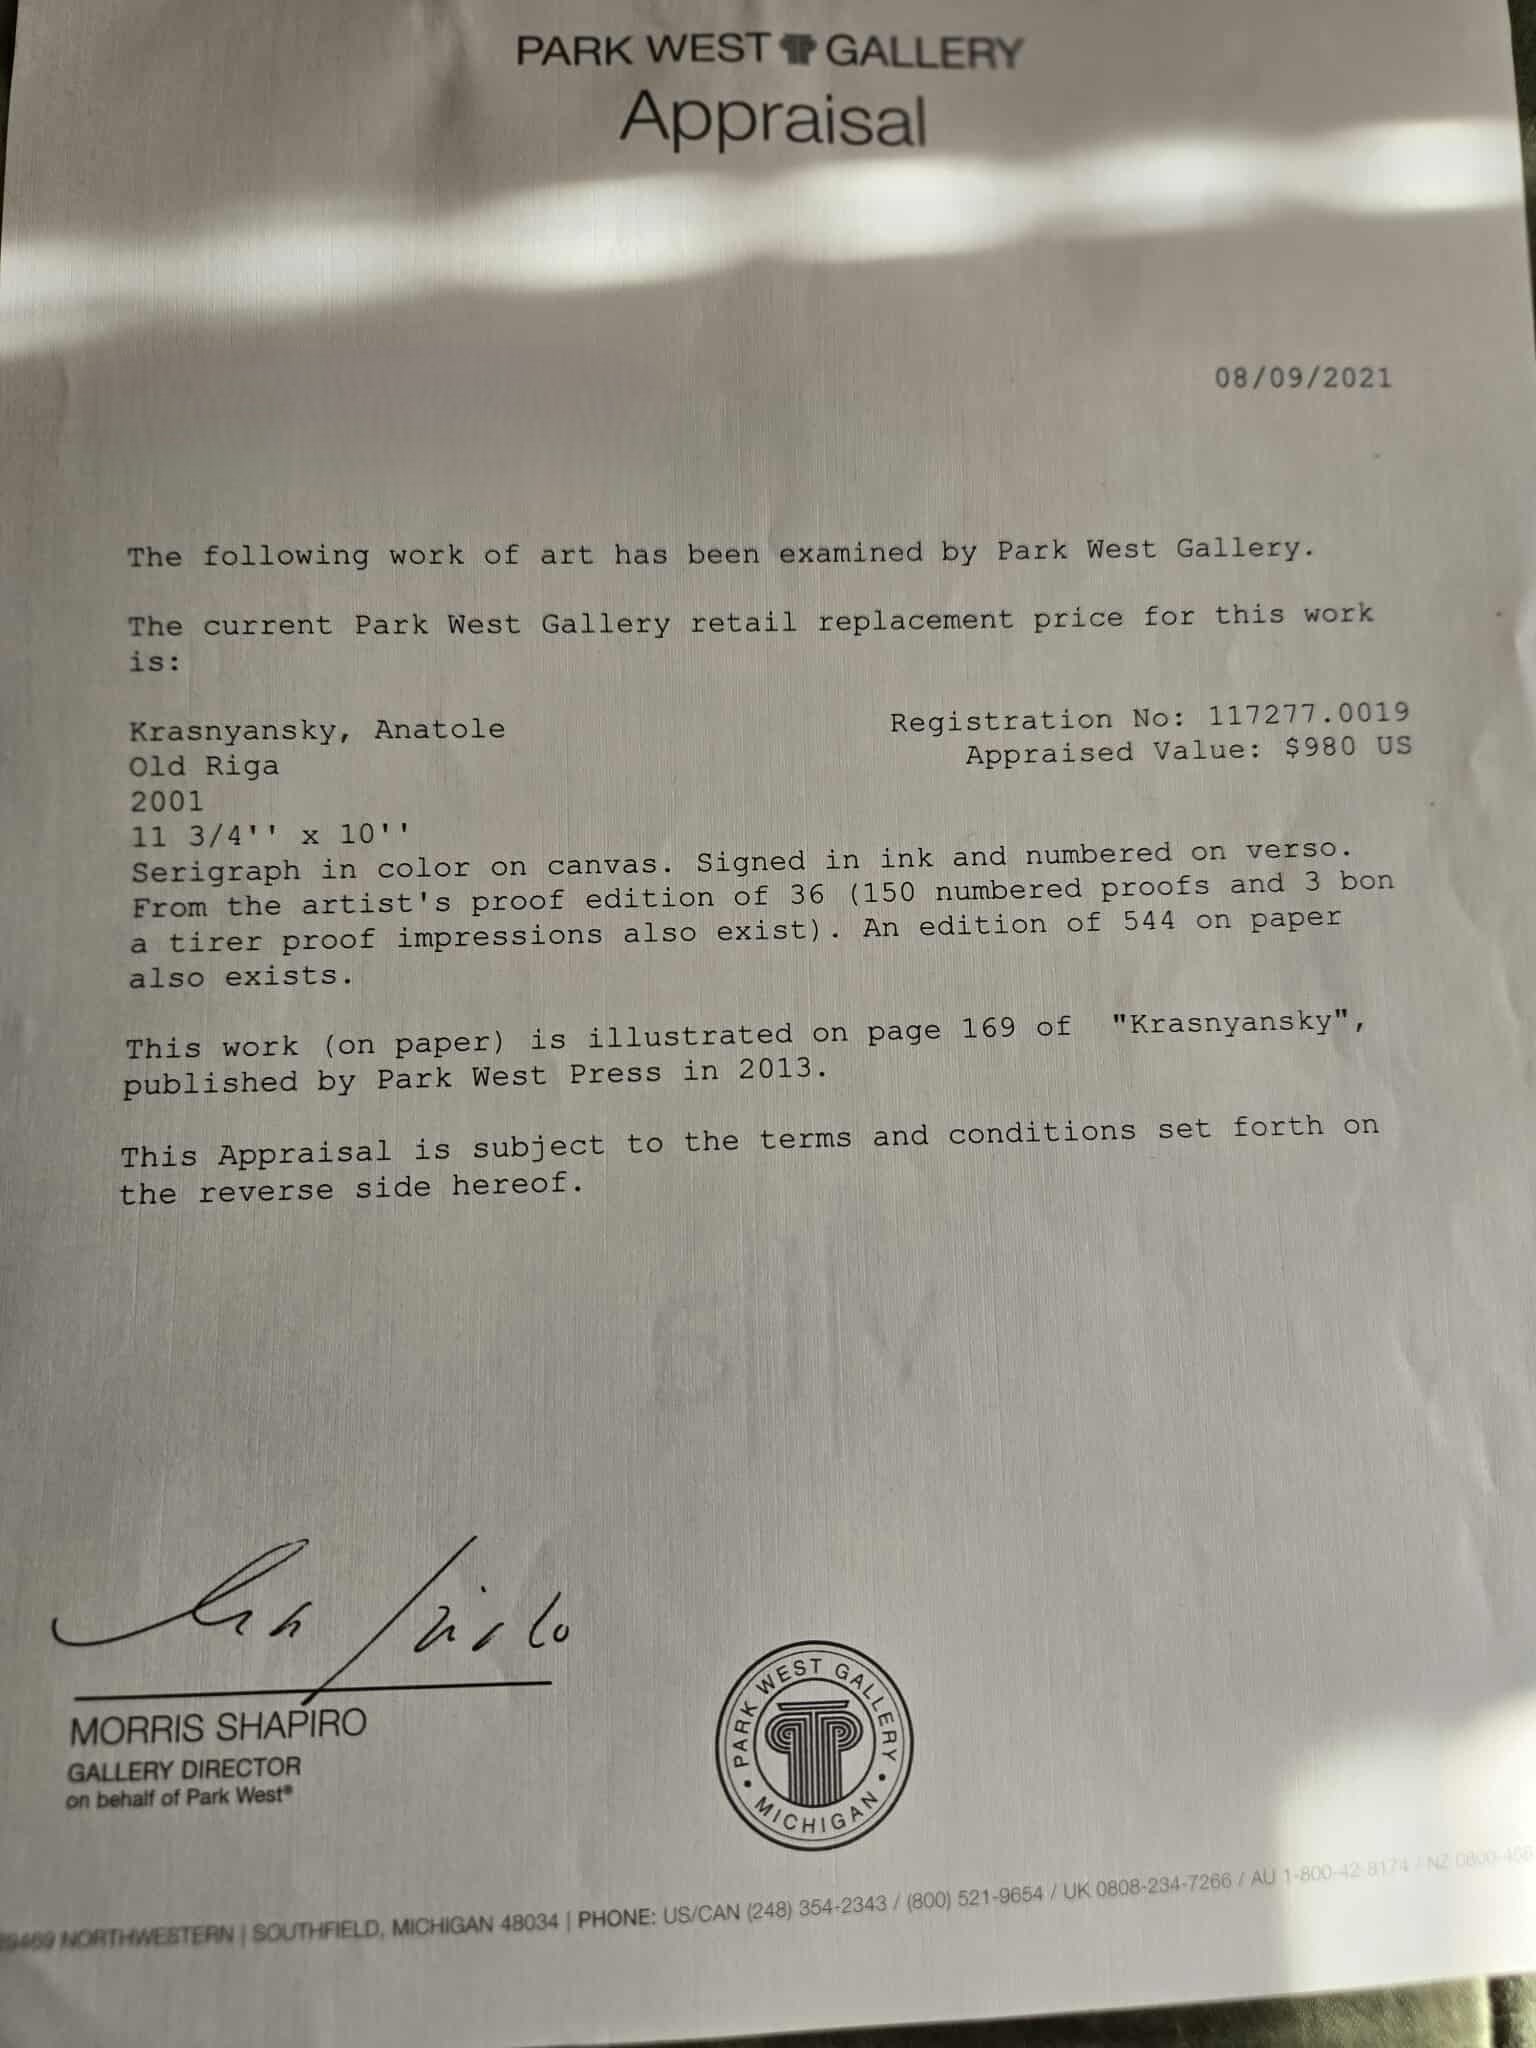 PARK WEST GALLERY
Appraisal
08/09/2021
The following work of art has been examined by Park West Gallery.
The current Park West Gallery retail replacement price for this work
is:
Krasnyansky, Anatole
Registration No: 117277.0019
Old Riga
Appraised Value: $980 US
2001
11 3/4'' x 10''
Serigraph in color on canvas. Signed in ink and numbered on verso.
From the artist's proof edition of 36 (150 numbered proofs and 3 bon
a tirer proof impressions also exist). An edition of 544 on paper
also exists.
This work (on paper) is illustrated on page 169 of "Krasnyansky",
published by Park West Press in 2013.
This Appraisal is subject to the terms and conditions set forth on
the reverse side hereof.
MORRIS SHAPIRO
GALLERY DIRECTOR
on behalf of Park West®
PARK WEST GALLERY
• MICHIGAN •
NORTHWESTERN | SOUTHFIELD, MICHIGAN 48034 | PHONE: US/CAN (248) 354-2343 / (800) 521-9654 / UK 0808-234-7266 / AU 1-800-42-8174 / NZ